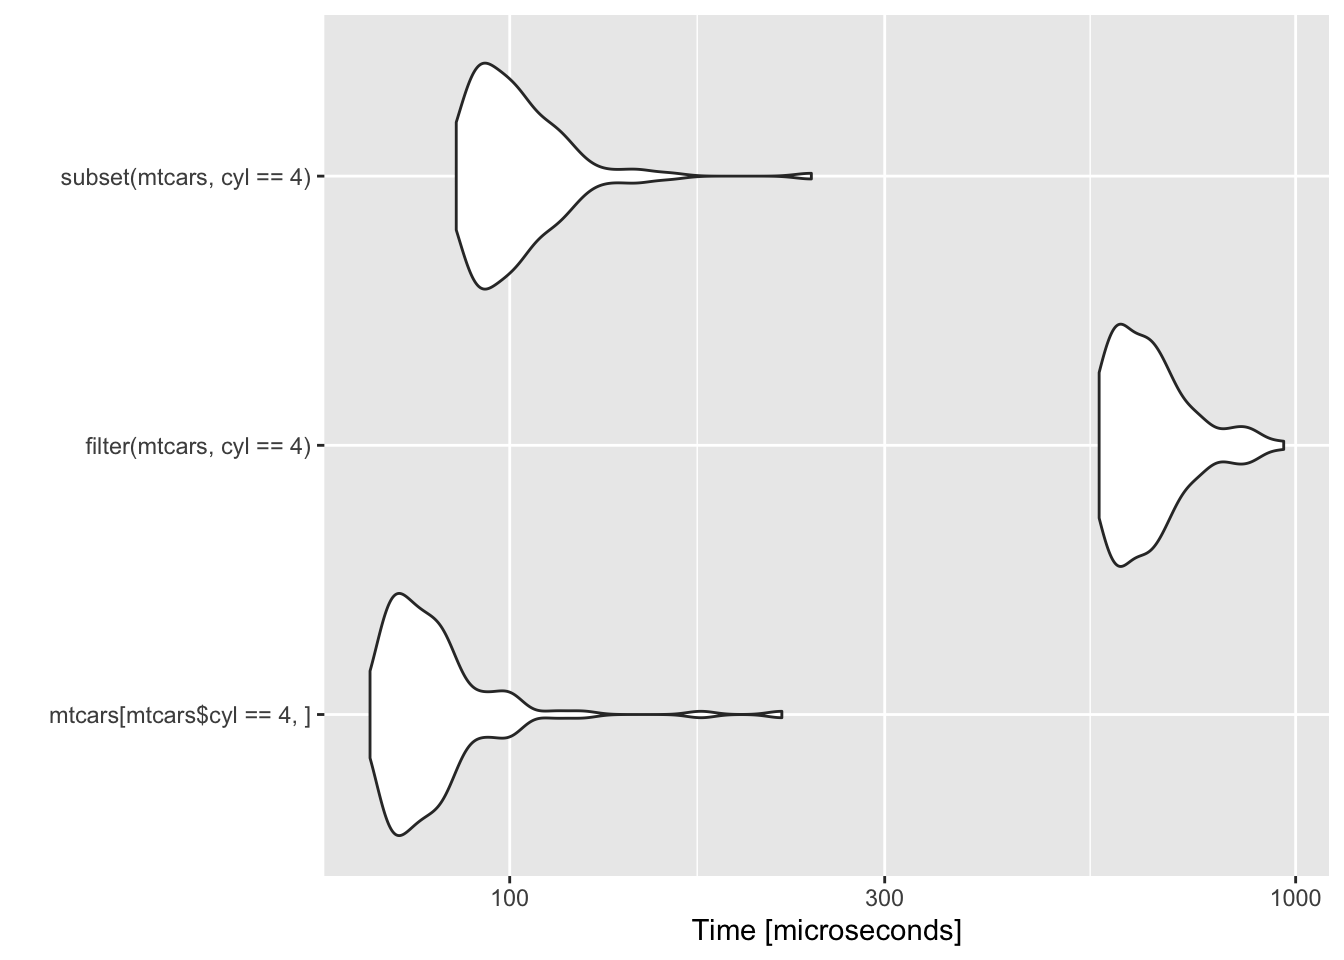 subset(mtcars, cyl == 4)
filter(mtcars, cyl == 4)
mtcars[mtcars$cyl == 4, ]
100
300
1000
Time [microseconds]